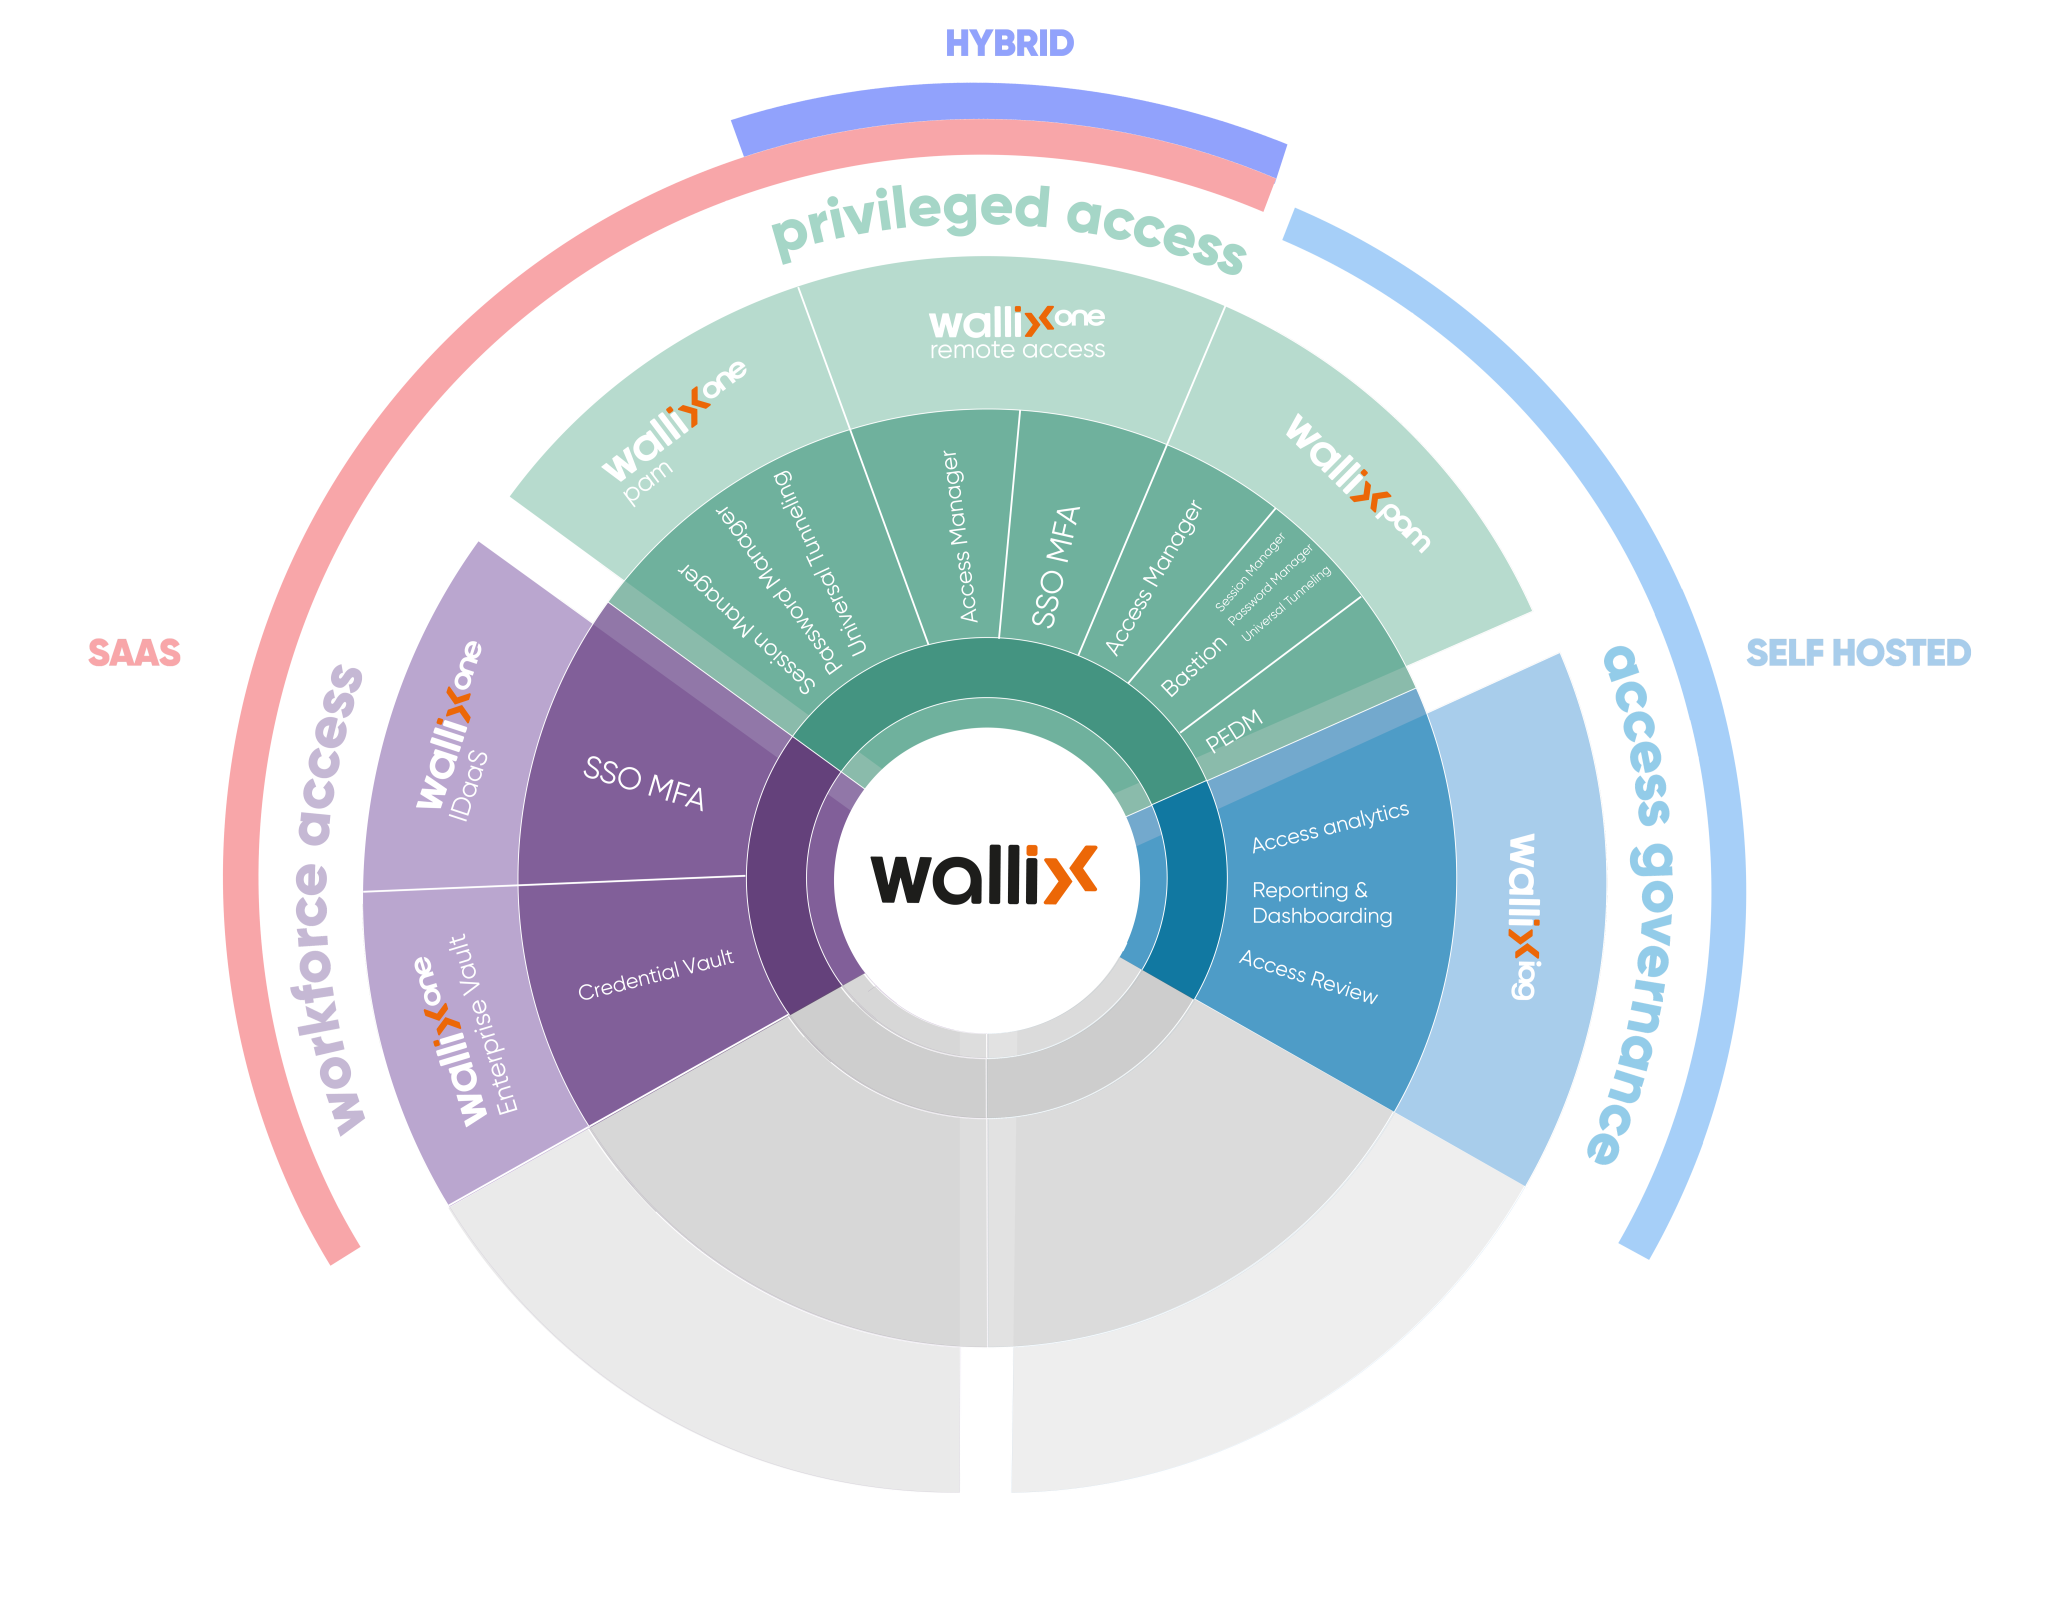 HYBRID
SAAS
SELF HOSTED
privileged access
workforce access
access governance
wallix one
remote access
wallix one
pam
wallix pam
wallix one
IDaaS
wallix one
Enterprise Vault
wallix iag
Session Manager
Password Manager
Universal Tunneling
Access Manager
SSO MFA
Access Manager
Bastion
Session Manager
Password Manager
Universal Tunneling
PEDM
SSO MFA
Credential Vault
Access analytics
Reporting &
Dashboarding
Access Review
wallix